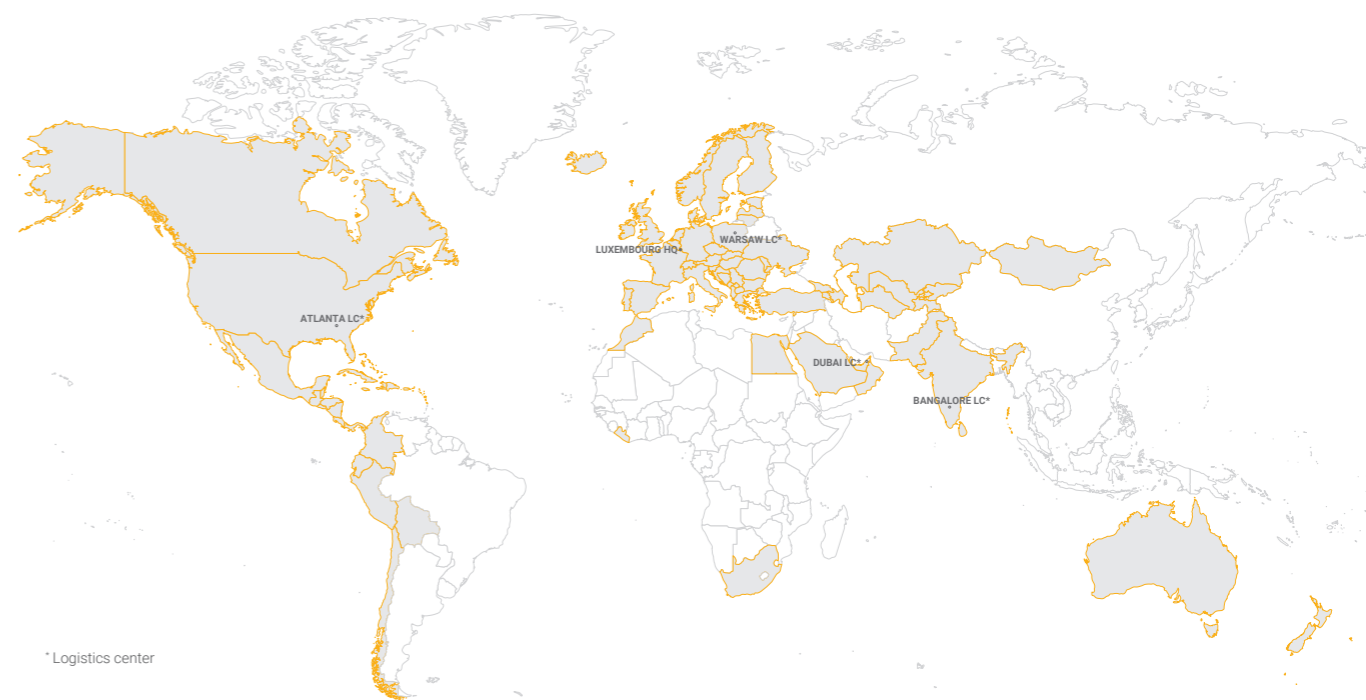 WARSAW LC*
LUXEMBOURG HQ
ATLANTA LC*
DUBAI LC*
BANGALORE LC*
* Logistics center